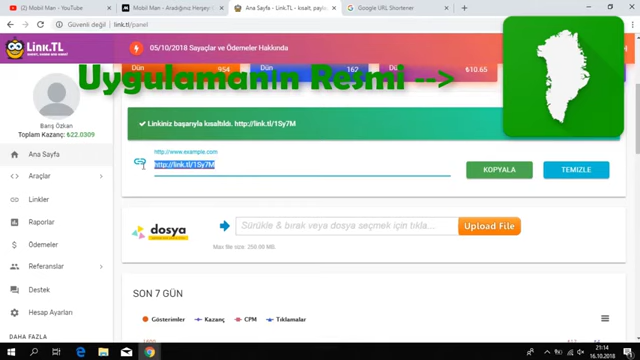 Mobil Man - YouTube
Mobil Man - Aradığınız Herşey
Ana Sayfa - Link.TL - kısalt, payla
Google URL Shortener
Güvenli değil | link.tl/panel
Link.TL
05/10/2018 Sayaçlar ve Ödemeler Hakkında
Dün 954
Dün 162
Dün ₺10.65
Uygulamanın Resmi -->
Barış Özkan
Toplam Kazanç: ₺22.0309
Linkiniz başarıyla kısaltıldı. http://link.tl/1Sy7M
http://www.example.com
http://link.tl/1Sy7M
KOPYALA
TEMIZLE
Ana Sayfa
Araçlar
Linkler
Raporlar
Ödemeler
Referanslar
Destek
Hesap Ayarları
DAHA FAZLA
dosya
Sürükle & bırak veya dosya seçmek için tıkla....
Upload File
Max file size: 250.00 MB
SON 7 GÜN
Gösterimler
Kazanç
CPM
Tıklamalar
21:14
16.10.2018